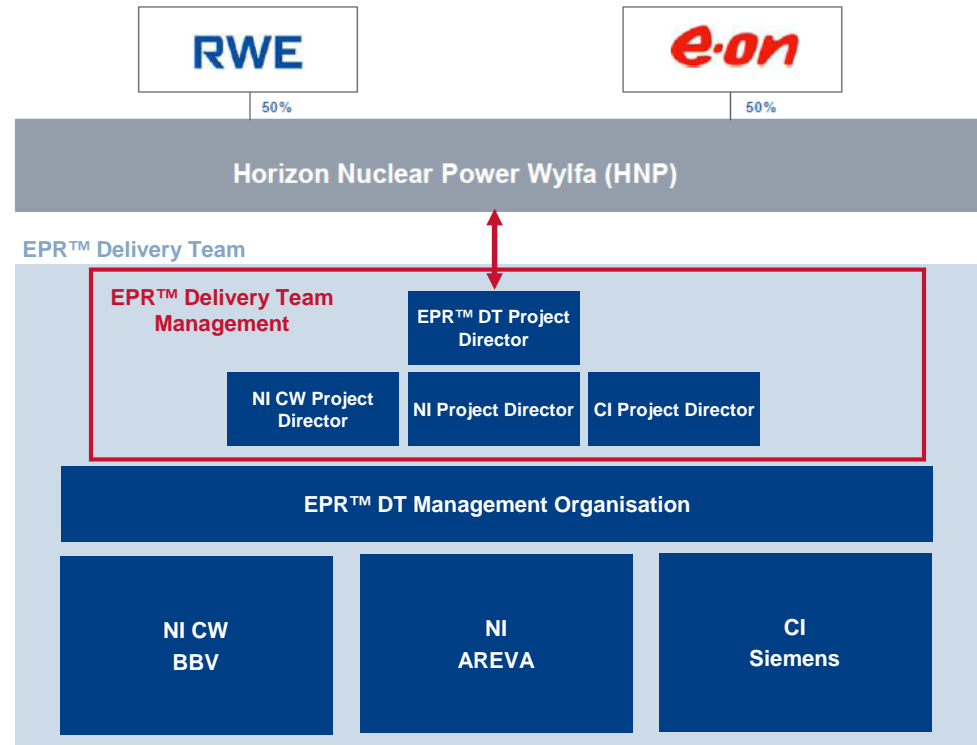 RWE
e·on
50%
50%
Horizon Nuclear Power Wylfa (HNP)
EPR™ Delivery Team
EPR™ Delivery Team
Management
EPR™ DT Project
Director
NI CW Project
Director
NI Project Director
CI Project Director
EPR™ DT Management Organisation
NI CW
BBV
NI
AREVA
CI
Siemens